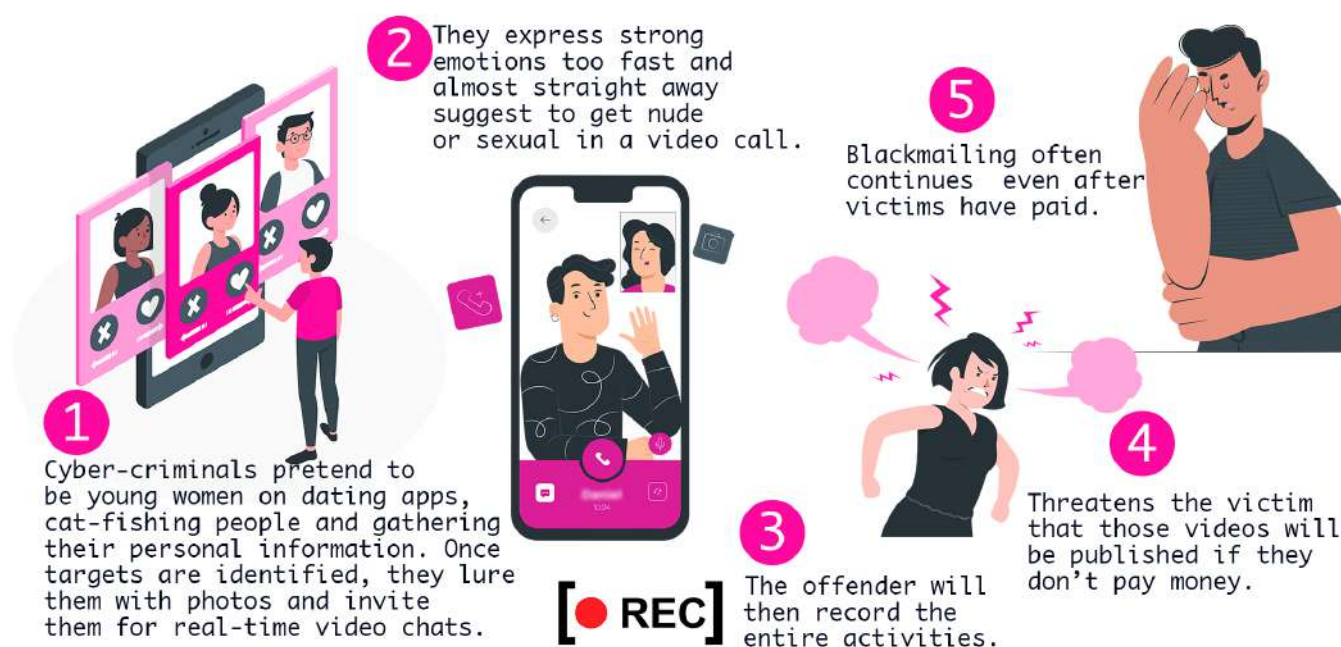 1
Cyber-criminals pretend to
be young women on dating apps,
cat-fishing people and gathering
their personal information. Once
targets are identified, they lure
them with photos and invite
them for real-time video chats.
2
They express strong
emotions too fast and
almost straight away
suggest to get nude
or sexual in a video call.
3
The offender will
then record the
entire activities.
[● REC]
4
Threatens the victim
that those videos will
be published if they
don't pay money.
5
Blackmailing often
continues even after
victims have paid.